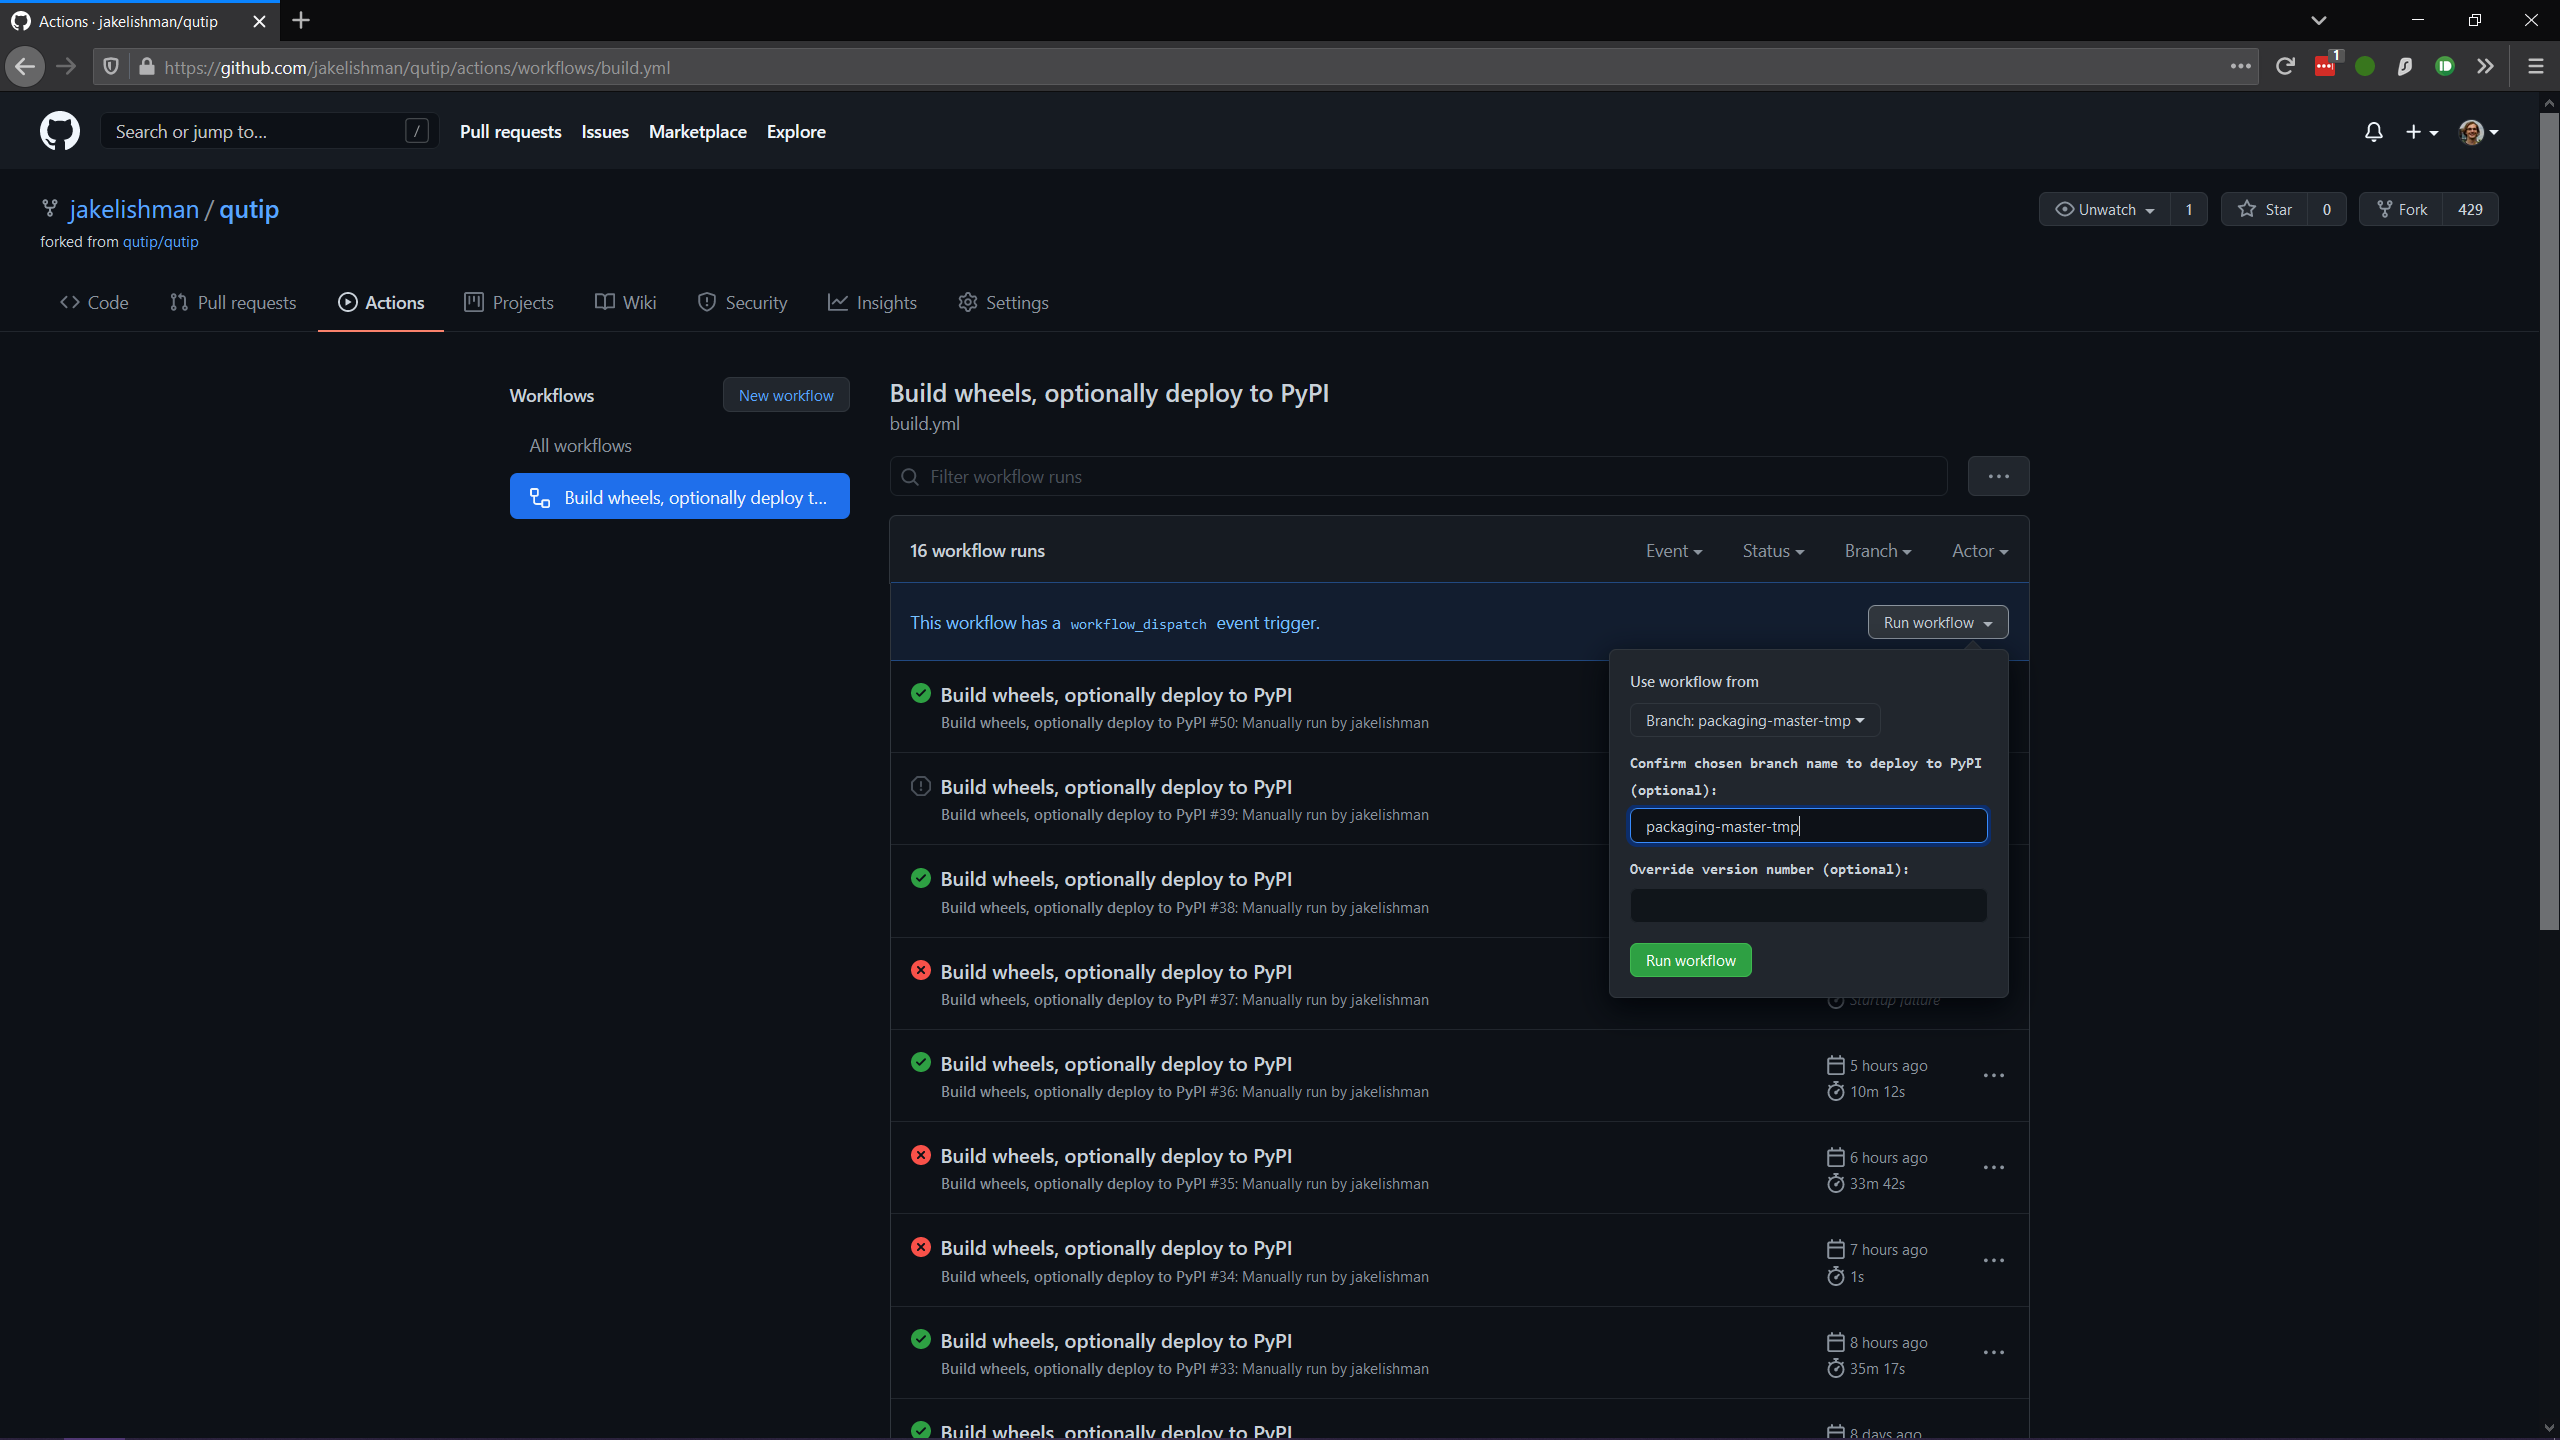 Actions · jakelishman/qutip
https://github.com/jakelishman/qutip/actions/workflows/build.yml
1
Search or jump to...
/
Pull requests
Issues
Marketplace
Explore
jakelishman / qutip
forked from qutip/qutip
Unwatch
1
Star
0
Fork
429
Code
Pull requests
Actions
Projects
Wiki
Security
Insights
Settings
Workflows
New workflow
All workflows
Build wheels, optionally deploy t...
Build wheels, optionally deploy to PyPI
build.yml
Filter workflow runs
16 workflow runs
Event
Status
Branch
Actor
This workflow has a workflow_dispatch event trigger.
Run workflow
Use workflow from
Branch: packaging-master-tmp
Confirm chosen branch name to deploy to PyPI
(optional):
packaging-master-tmp
Override version number (optional):
Run workflow
Build wheels, optionally deploy to PyPI
Build wheels, optionally deploy to PyPI #50: Manually run by jakelishman
Build wheels, optionally deploy to PyPI
Build wheels, optionally deploy to PyPI #39: Manually run by jakelishman
Build wheels, optionally deploy to PyPI
Build wheels, optionally deploy to PyPI #38: Manually run by jakelishman
Build wheels, optionally deploy to PyPI
Build wheels, optionally deploy to PyPI #37: Manually run by jakelishman
Startup failure
Build wheels, optionally deploy to PyPI
Build wheels, optionally deploy to PyPI #36: Manually run by jakelishman
5 hours ago
10m 12s
Build wheels, optionally deploy to PyPI
Build wheels, optionally deploy to PyPI #35: Manually run by jakelishman
6 hours ago
33m 42s
Build wheels, optionally deploy to PyPI
Build wheels, optionally deploy to PyPI #34: Manually run by jakelishman
7 hours ago
1s
Build wheels, optionally deploy to PyPI
Build wheels, optionally deploy to PyPI #33: Manually run by jakelishman
8 hours ago
35m 17s
Build wheels, optionally deploy to PyPI
8 days ago